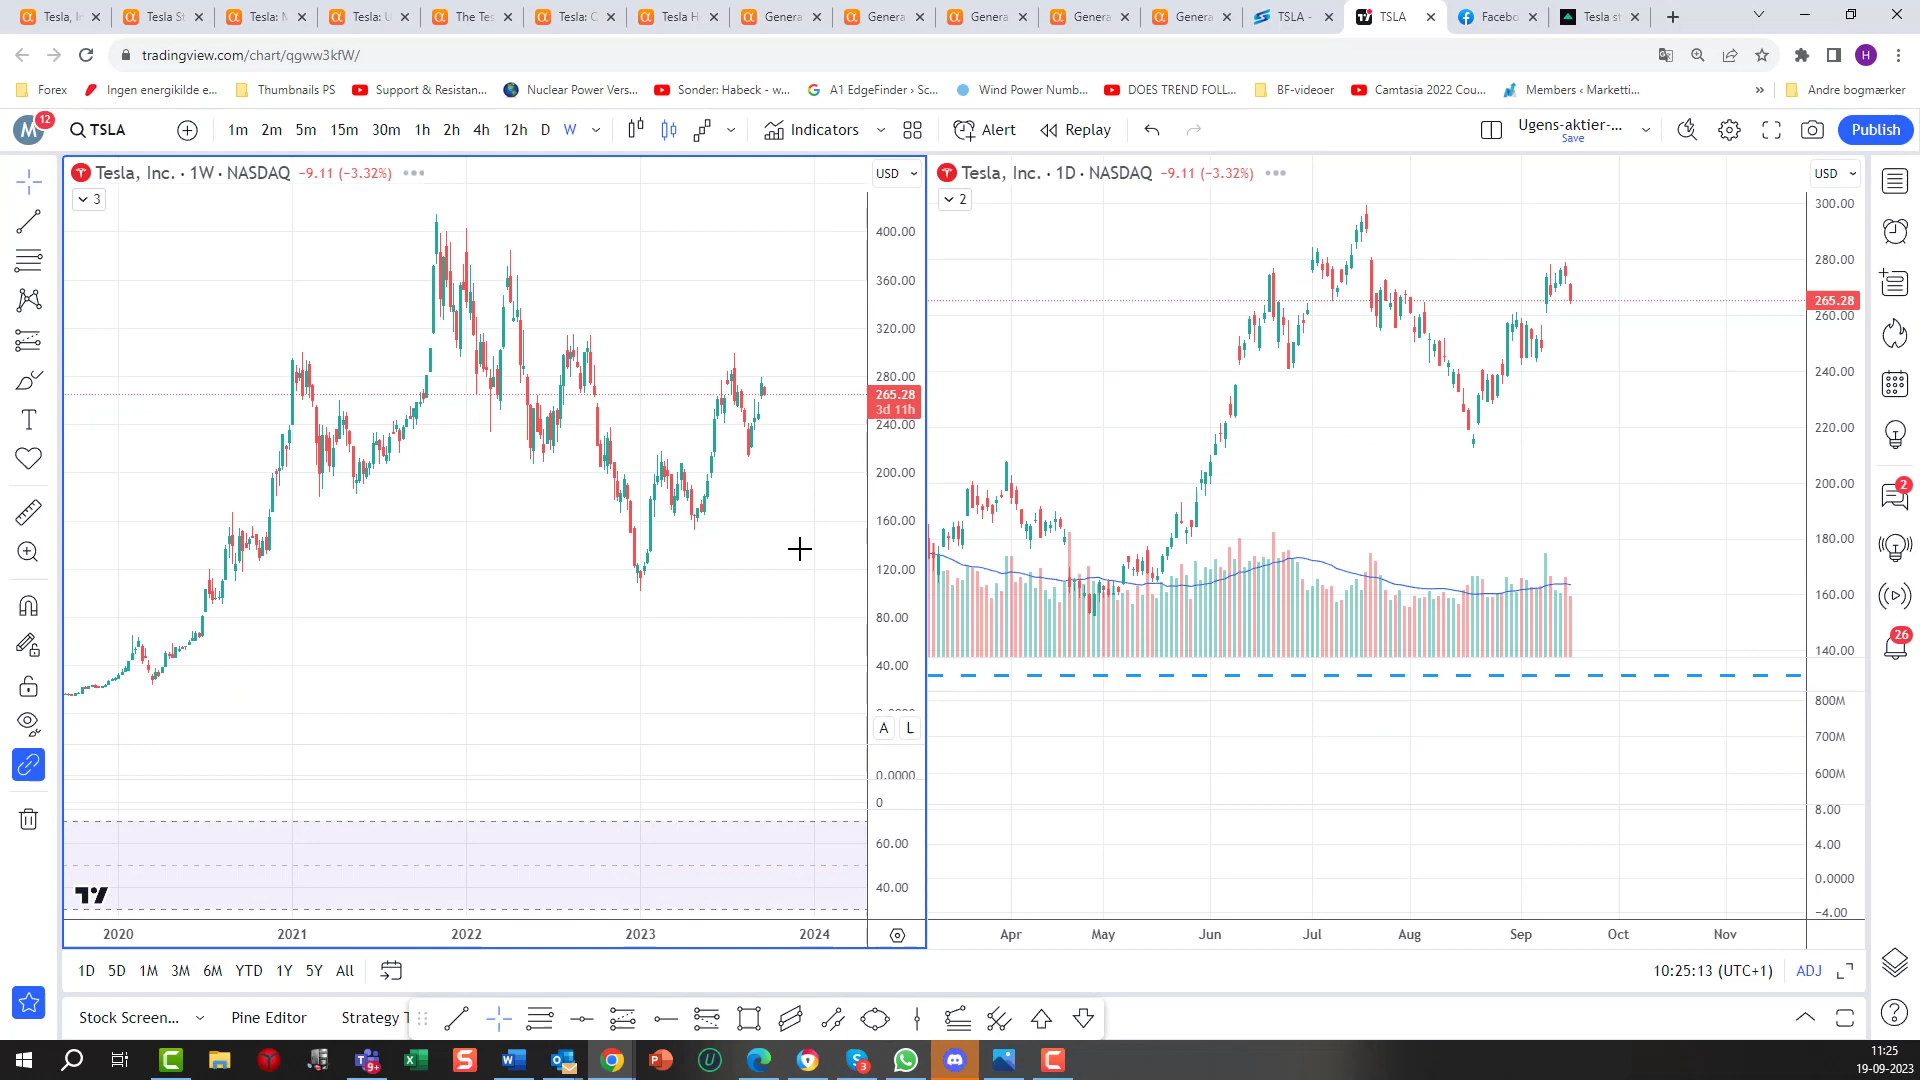 Tesla, In
Tesla St
Tesla: M
Tesla: U
The Tes
Tesla: C
Tesla H
Genera
Genera
Genera
Genera
Genera
TSLA -
TSLA
Facebo
Tesla st
tradingview.com/chart/qgww3kfW/
H
Forex
Ingen energikilde e...
Thumbnails PS
Support & Resistan...
Nuclear Power Vers...
Sonder: Habeck - w...
A1 EdgeFinder › Sc...
Wind Power Numb...
DOES TREND FOLL...
BF-videoer
Camtasia 2022 Cou...
Members ‹ Marketti...
»
Andre bogmærker
M 12
TSLA
1m 2m 5m 15m 30m 1h 2h 4h 12h D W
Indicators
Alert
Replay
Ugens-aktier-...
Save
Publish
Tesla, Inc. · 1W · NASDAQ −9.11 (−3.32%)
USD
3
400.00
360.00
320.00
280.00
265.28
3d 11h
240.00
200.00
160.00
120.00
80.00
40.00
A L
0.0000
0
60.00
40.00
2020 2021 2022 2023 2024
Tesla, Inc. · 1D · NASDAQ −9.11 (−3.32%)
USD
2
300.00
280.00
265.28
260.00
240.00
220.00
200.00
180.00
160.00
140.00
800M
700M
600M
8.00
4.00
0.0000
−4.00
Apr May Jun Jul Aug Sep Oct Nov
2
26
1D 5D 1M 3M 6M YTD 1Y 5Y All
10:25:13 (UTC+1) ADJ
Stock Screen...
Pine Editor
Strategy T
9+
3
11:25
19-09-2023